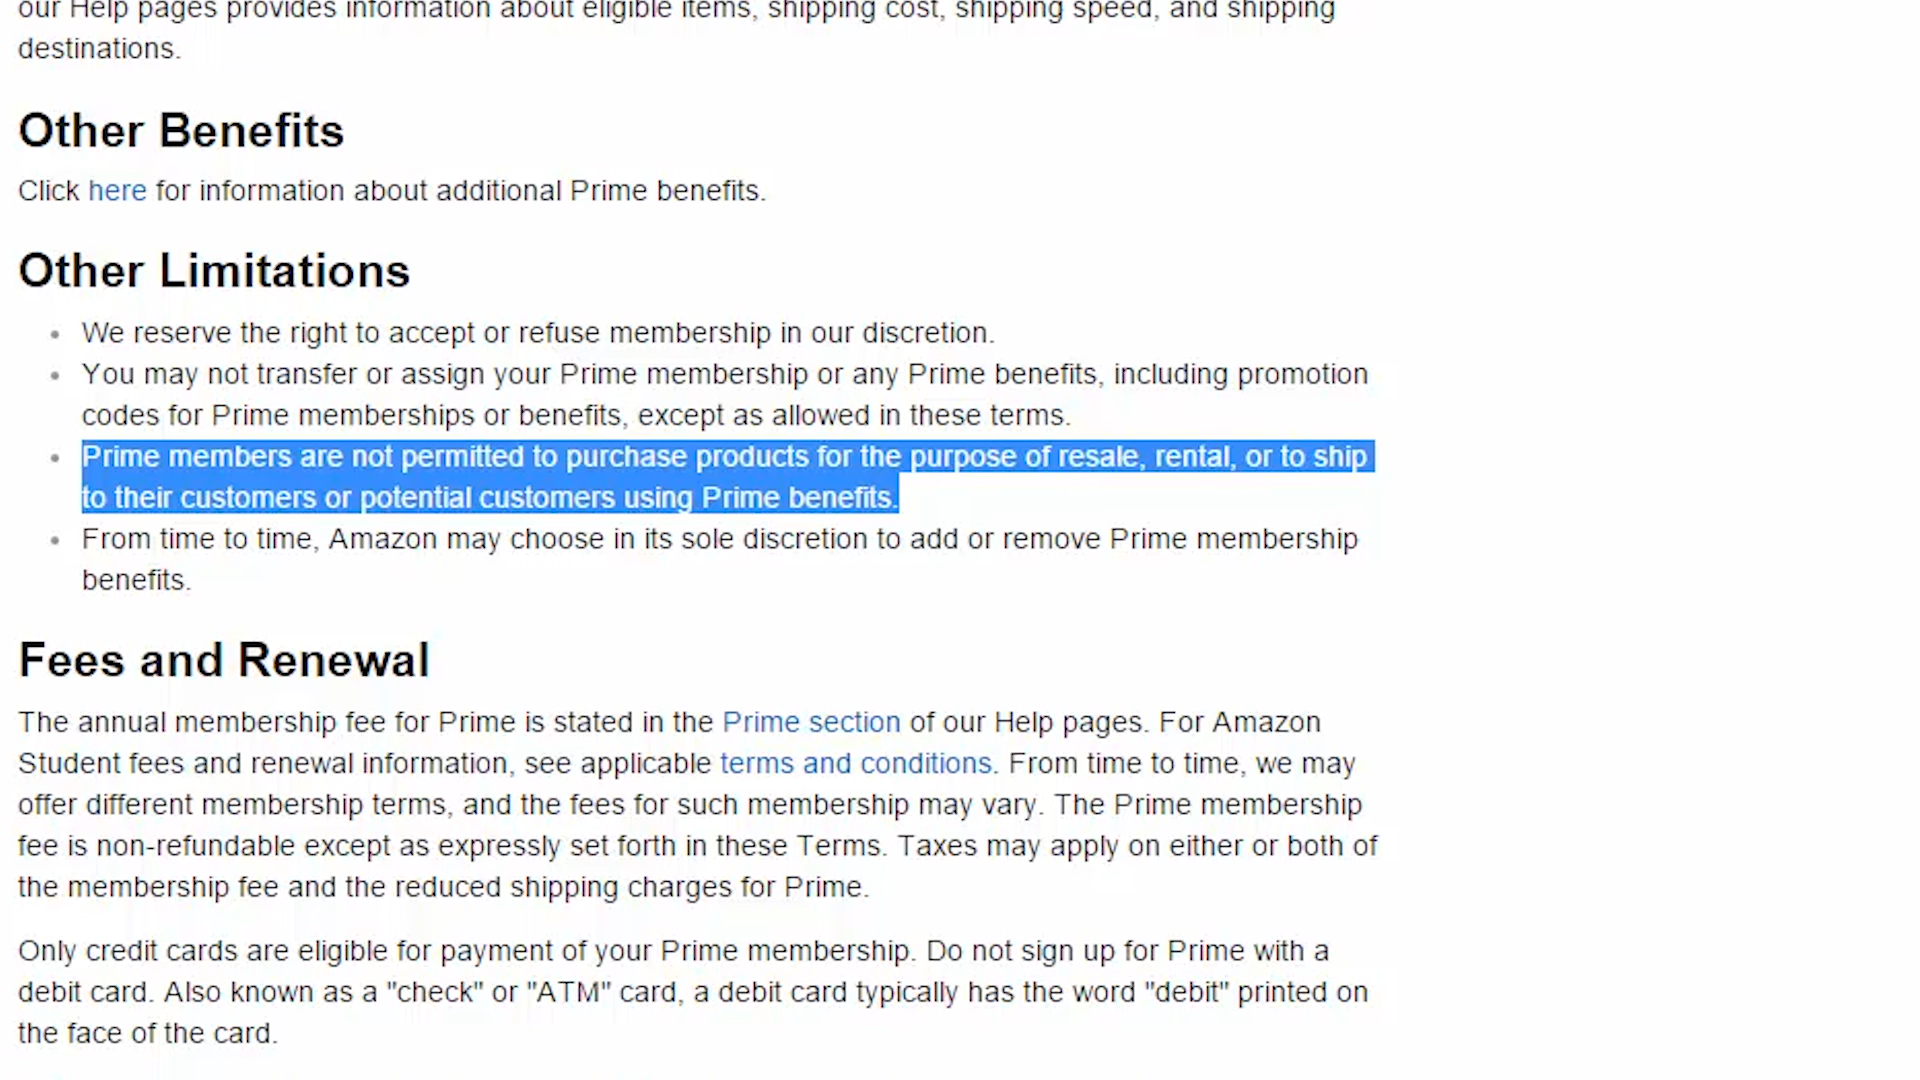 our Help pages provides information about eligible items, shipping cost, shipping speed, and shipping
destinations.
Other Benefits
Click here for information about additional Prime benefits.
Other Limitations
• We reserve the right to accept or refuse membership in our discretion.
• You may not transfer or assign your Prime membership or any Prime benefits, including promotion
codes for Prime memberships or benefits, except as allowed in these terms.
• Prime members are not permitted to purchase products for the purpose of resale, rental, or to ship
to their customers or potential customers using Prime benefits.
• From time to time, Amazon may choose in its sole discretion to add or remove Prime membership
benefits.
Fees and Renewal
The annual membership fee for Prime is stated in the Prime section of our Help pages. For Amazon
Student fees and renewal information, see applicable terms and conditions. From time to time, we may
offer different membership terms, and the fees for such membership may vary. The Prime membership
fee is non-refundable except as expressly set forth in these Terms. Taxes may apply on either or both of
the membership fee and the reduced shipping charges for Prime.
Only credit cards are eligible for payment of your Prime membership. Do not sign up for Prime with a
debit card. Also known as a "check" or "ATM" card, a debit card typically has the word "debit" printed on
the face of the card.